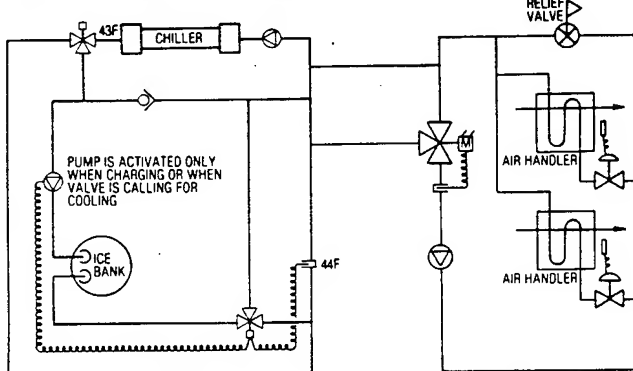 RELIEF
VALVE
43F
CHILLER
PUMP IS ACTIVATED ONLY
WHEN CHARGING OR WHEN
VALVE IS CALLING FOR
COOLING
M
AIR HANDLER
ICE
BANK
44F
AIR HANDLER